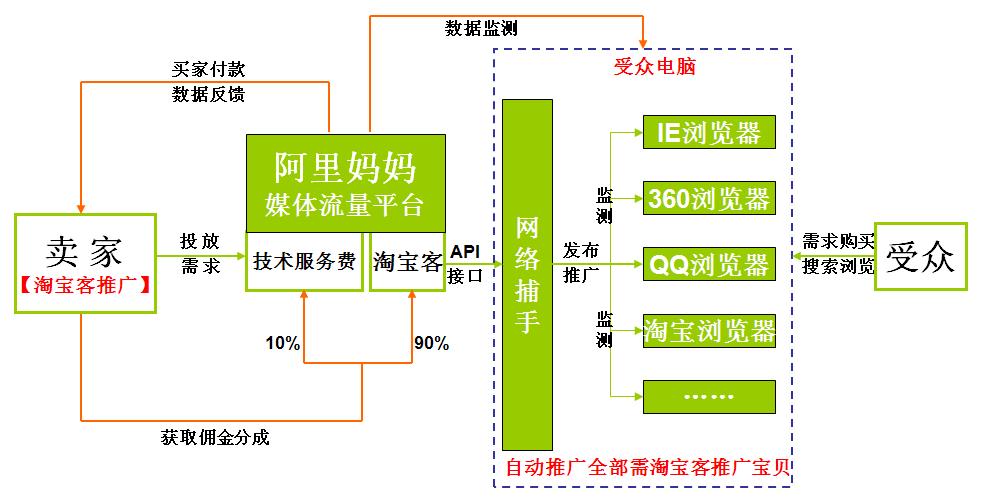 数据监测
买家付款
数据反馈
受众电脑
阿里妈妈
媒体流量平台
卖 家
【淘宝客推广】
投放
需求
技术服务费
淘宝客
API
接口
网络捕手
发布
推广
监测
监测
IE浏览器
360浏览器
QQ浏览器
淘宝浏览器
……
需求购买
搜索浏览
受众
10%
90%
获取佣金分成
自动推广全部需淘宝客推广宝贝